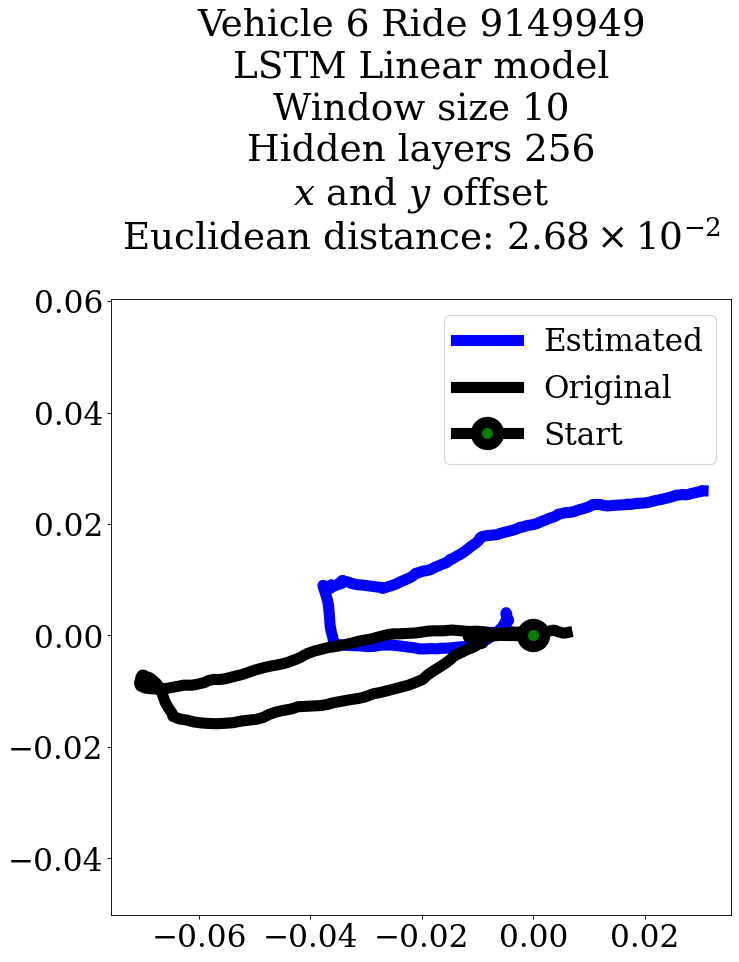 Vehicle 6 Ride 9149949
LSTM Linear model
Window size 10
Hidden layers 256
x and y offset
Euclidean distance: 2.68 × 10⁻²
0.06
0.04
0.02
0.00
−0.02
−0.04
Estimated
Original
Start
−0.06 −0.04 −0.02 0.00 0.02